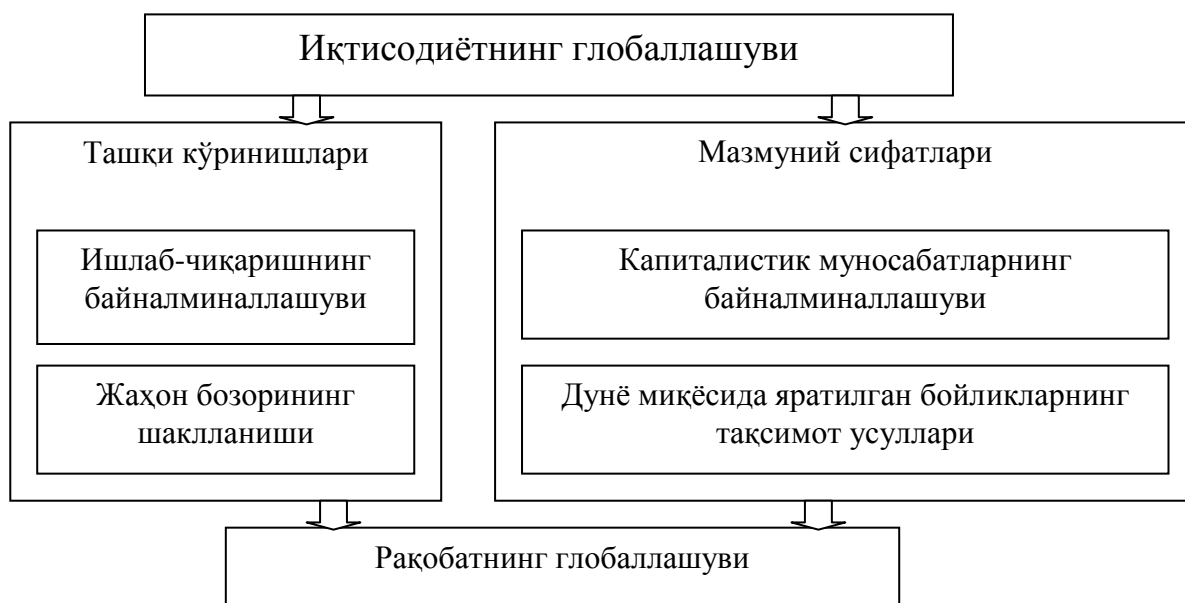 Иқтисодиётнинг глобаллашуви
Ташқи кўринишлари
Ишлаб-чиқаришнинг
байналминаллашуви
Жаҳон бозорининг
шаклланиши
Мазмуний сифатлари
Капиталистик муносабатларнинг
байналминаллашуви
Дунё миқёсида яратилган бойликларнинг
тақсимот усуллари
Рақобатнинг глобаллашуви